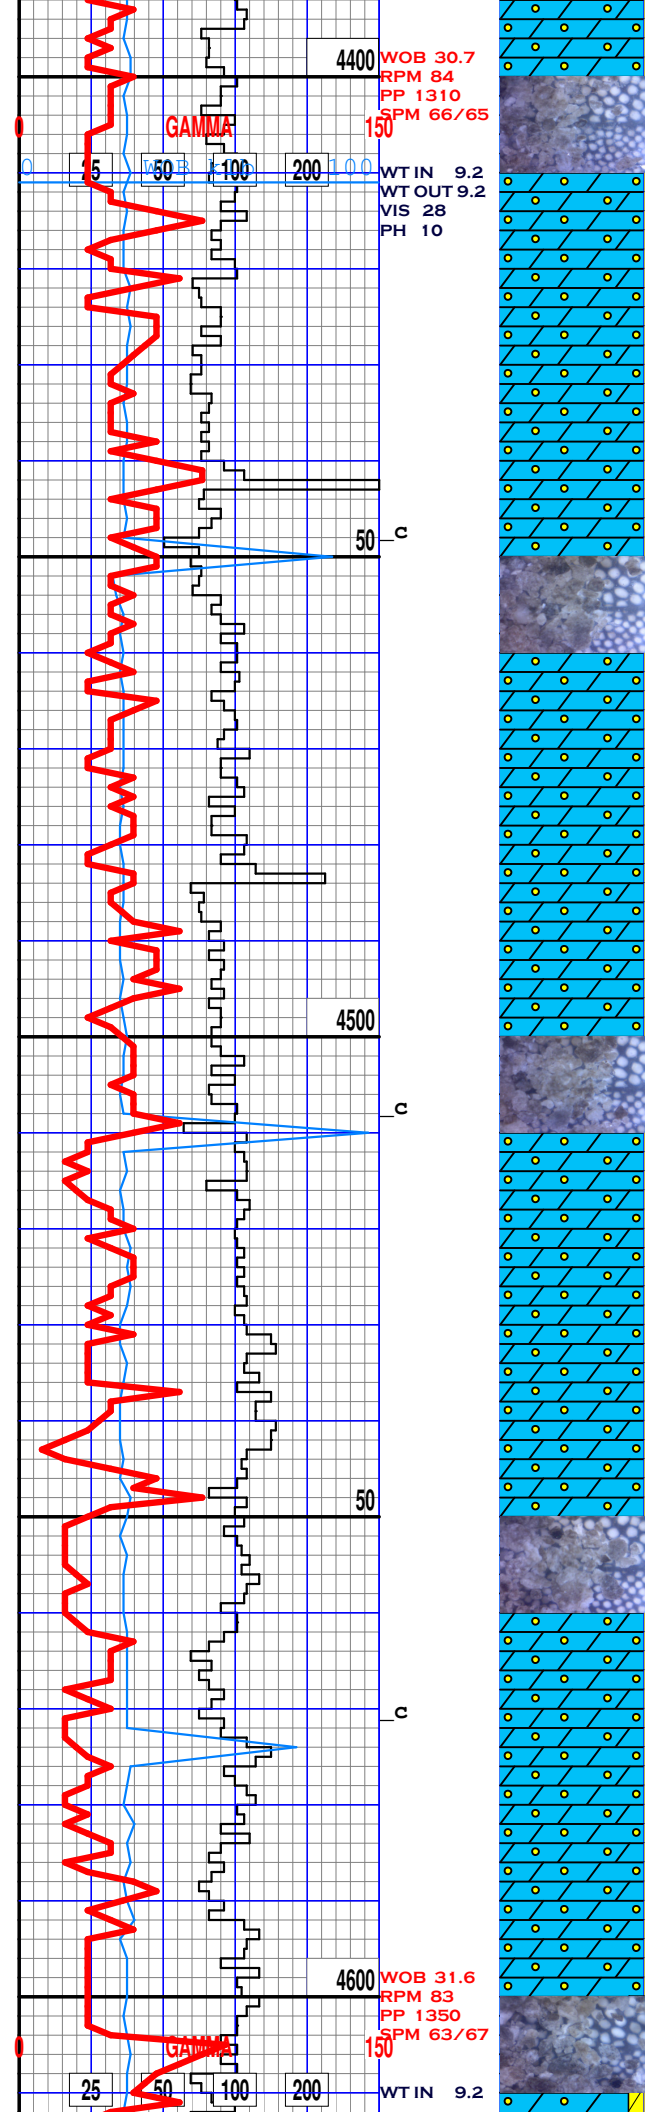 4400 WOB 30.7
RPM 84
PP 1310
SPM 66/65
0 GAMMA 150
0 WOB k 100
25 50 100 200
WT IN 9.2
WT OUT 9.2
VIS 28
PH 10
50 C
4500
C
50
C
4600 WOB 31.6
RPM 83
PP 1350
SPM 63/67
0 GAMMA 150
25 50 100 200 WT IN 9.2